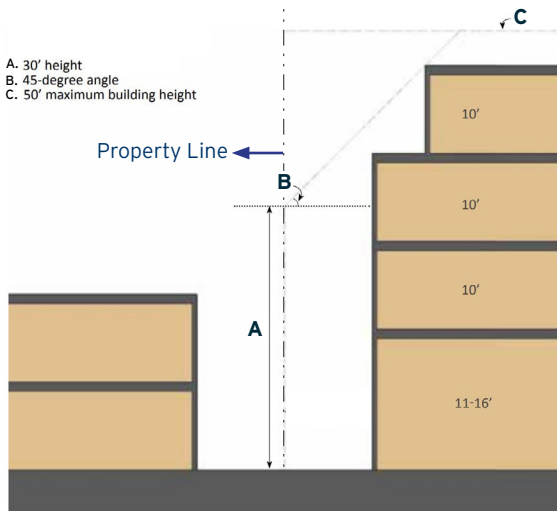 C
A. 30' height
B. 45-degree angle
C. 50' maximum building height
10'
Property Line
B
10'
10'
A
11-16'